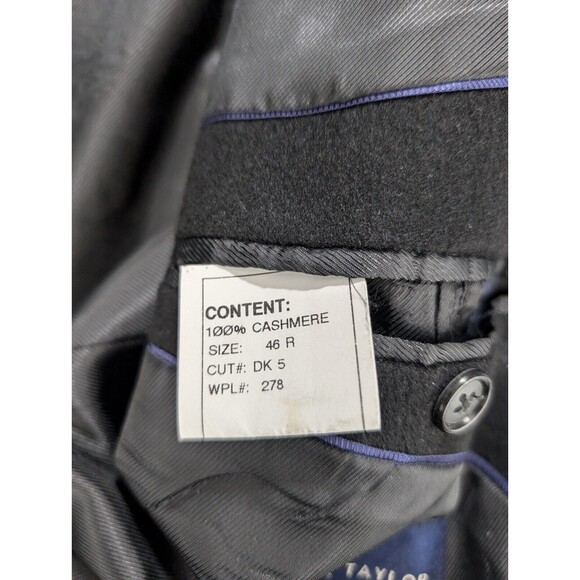 CONTENT:
100% CASHMERE
SIZE: 46 R
CUT#: DK 5
WPL#: 278
TAYLOR